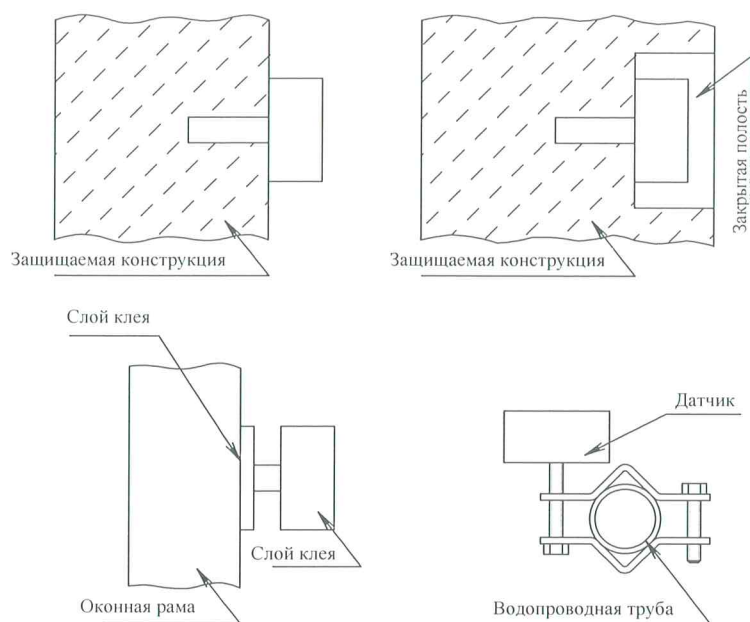 Закрытая полость
Защищаемая конструкция
Защищаемая конструкция
Слой клея
Датчик
Слой клея
Оконная рама
Водопроводная труба